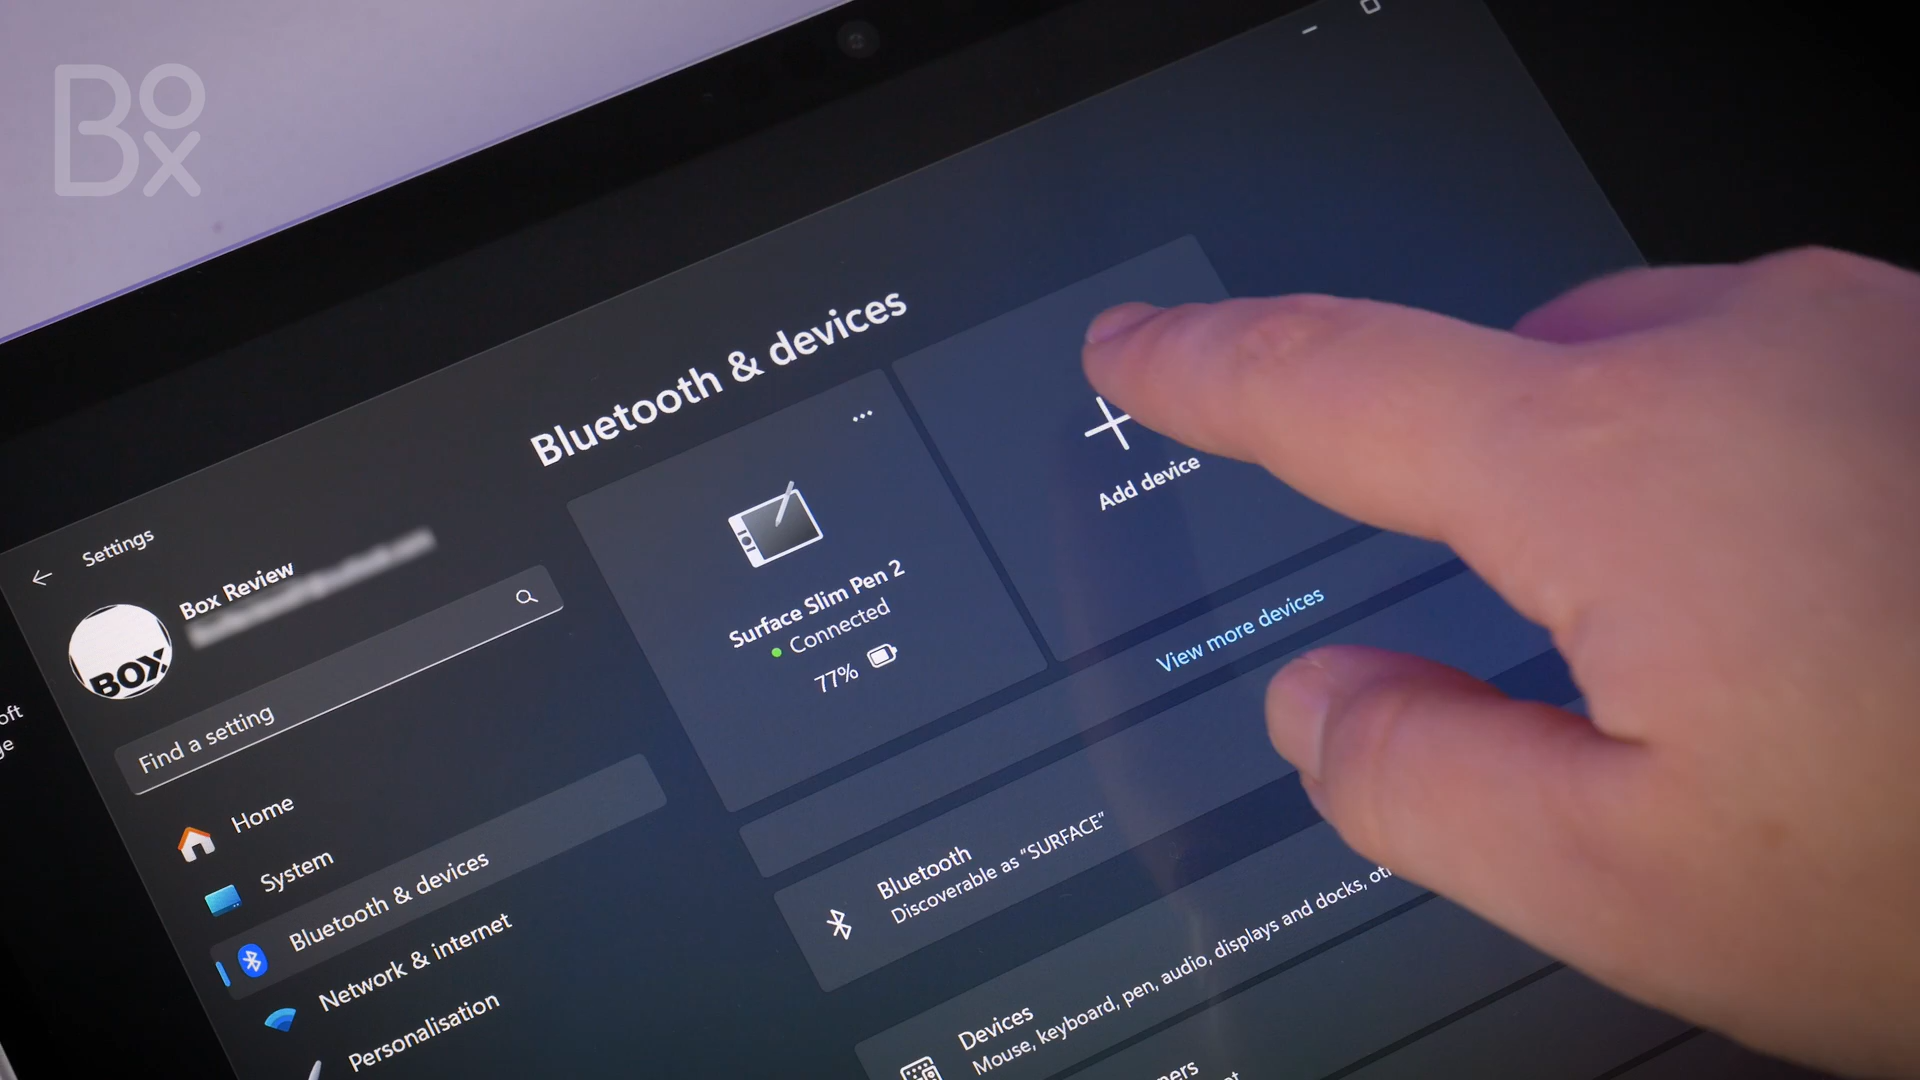 Box
Settings
Box Review
BOX
Find a setting
Home
System
Bluetooth & devices
Network & internet
Personalisation
Bluetooth & devices
Surface Slim Pen 2
Connected
77%
Add device
View more devices
Bluetooth
Discoverable as "SURFACE"
Devices
Mouse, keyboard, pen, audio, displays and docks,